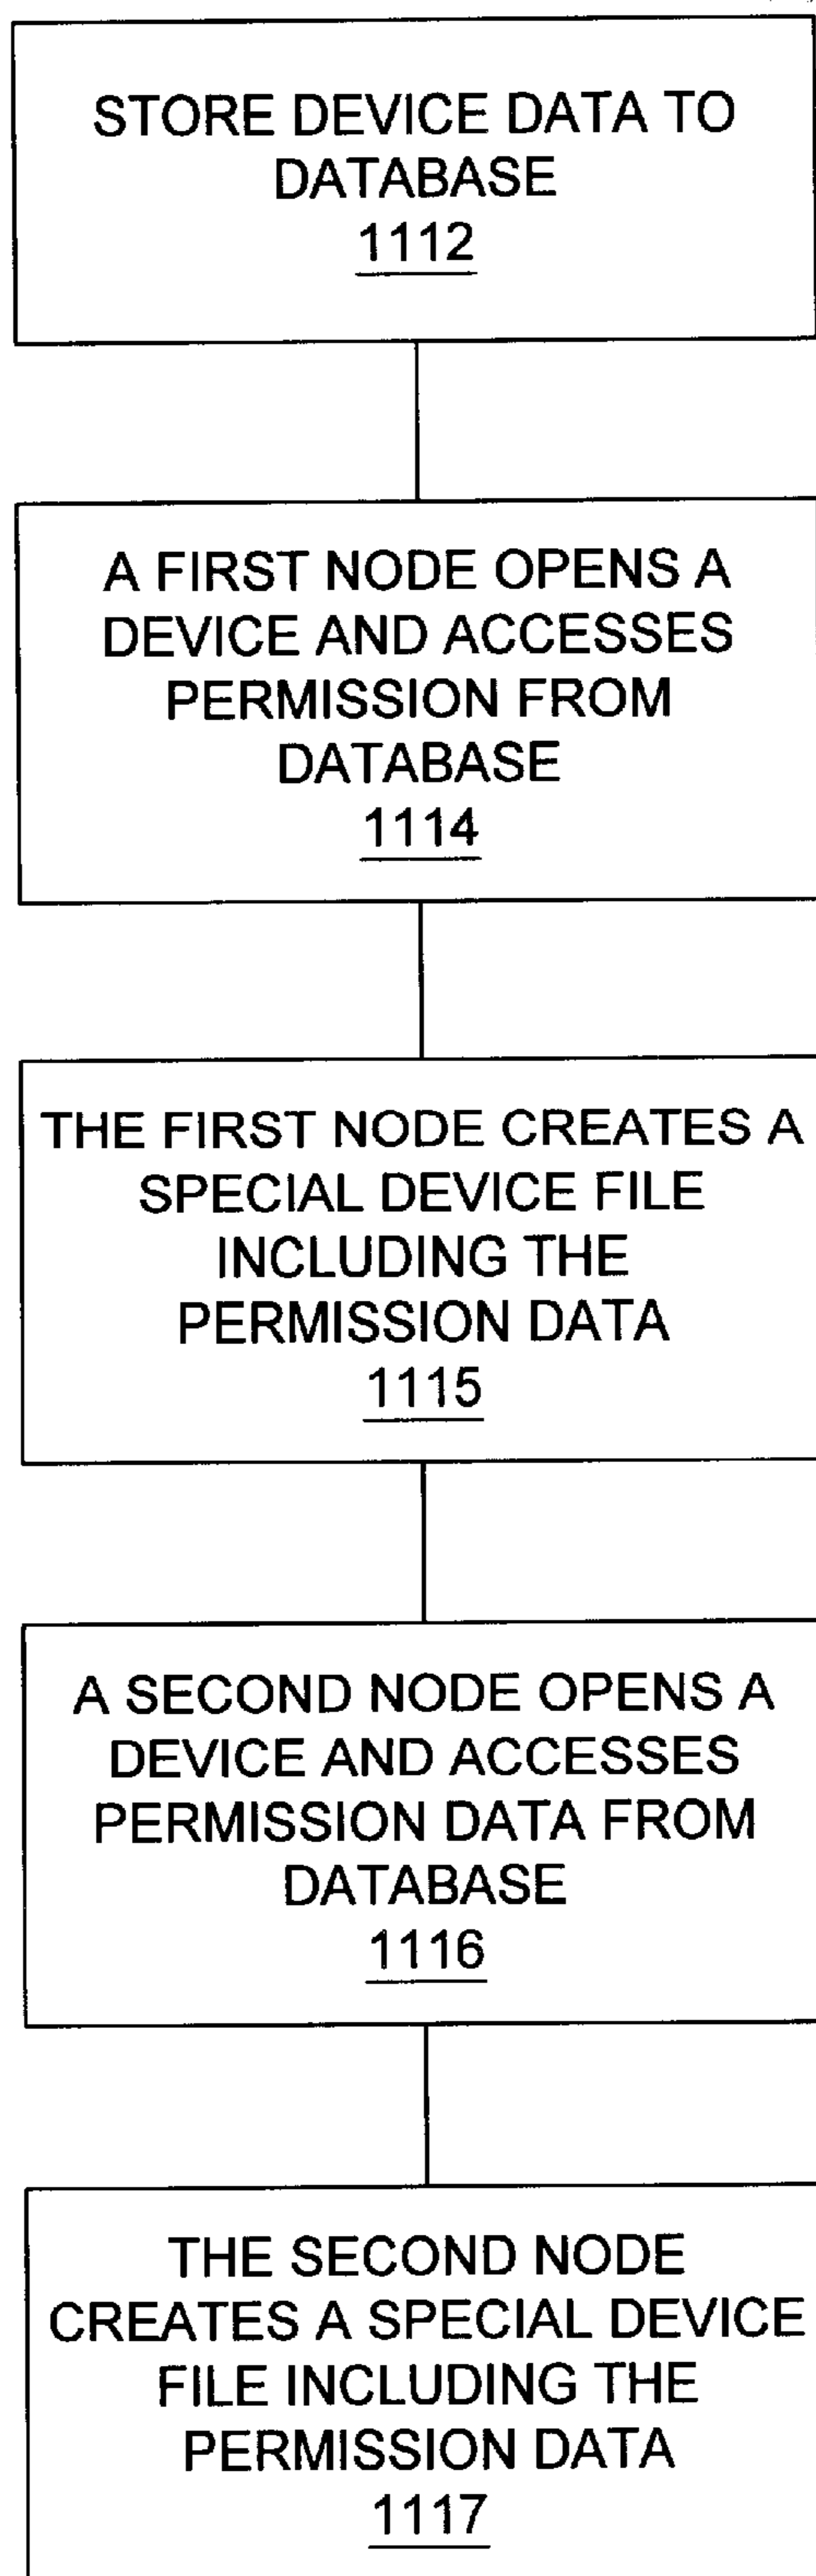 STORE DEVICE DATA TO
DATABASE
1112
A FIRST NODE OPENS A
DEVICE AND ACCESSES
PERMISSION FROM
DATABASE
1114
THE FIRST NODE CREATES A
SPECIAL DEVICE FILE
INCLUDING THE
PERMISSION DATA
1115
A SECOND NODE OPENS A
DEVICE AND ACCESSES
PERMISSION DATA FROM
DATABASE
1116
THE SECOND NODE
CREATES A SPECIAL DEVICE
FILE INCLUDING THE
PERMISSION DATA
1117